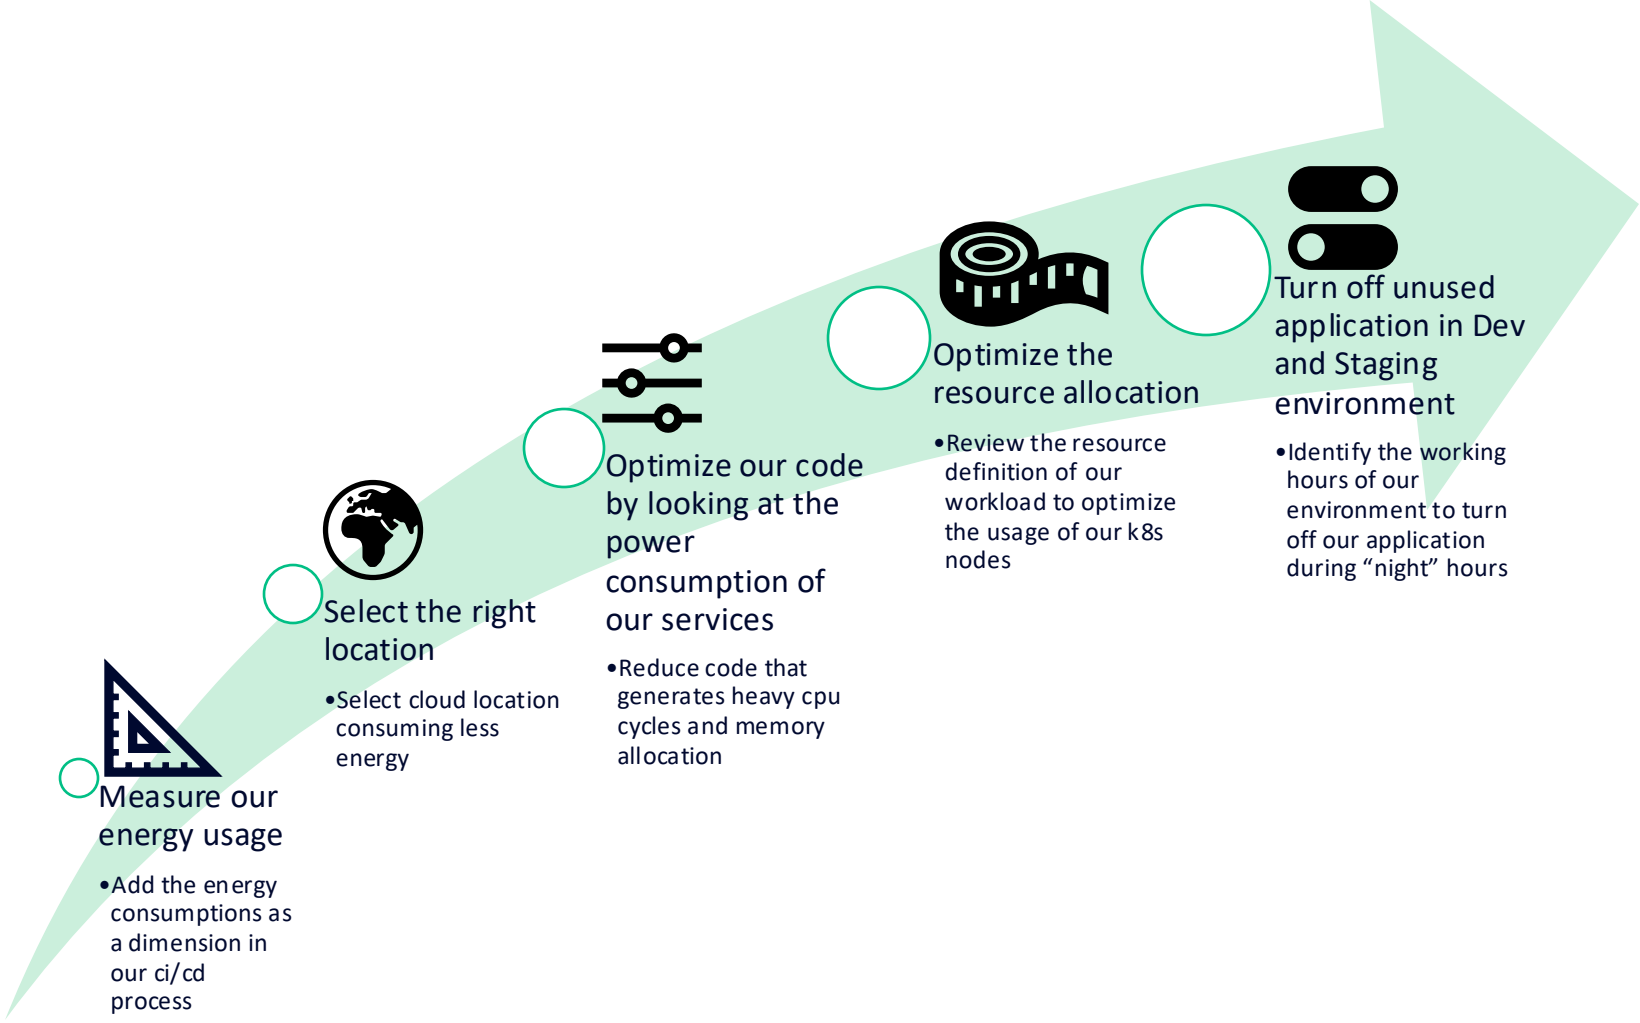 Measure our
energy usage
•Add the energy
consumptions as
a dimension in
our ci/cd
process
Select the right
location
•Select cloud location
consuming less
energy
Optimize our code
by looking at the
power
consumption of
our services
•Reduce code that
generates heavy cpu
cycles and memory
allocation
Optimize the
resource allocation
•Review the resource
definition of our
workload to optimize
the usage of our k8s
nodes
Turn off unused
application in Dev
and Staging
environment
•Identify the working
hours of our
environment to turn
off our application
during “night” hours